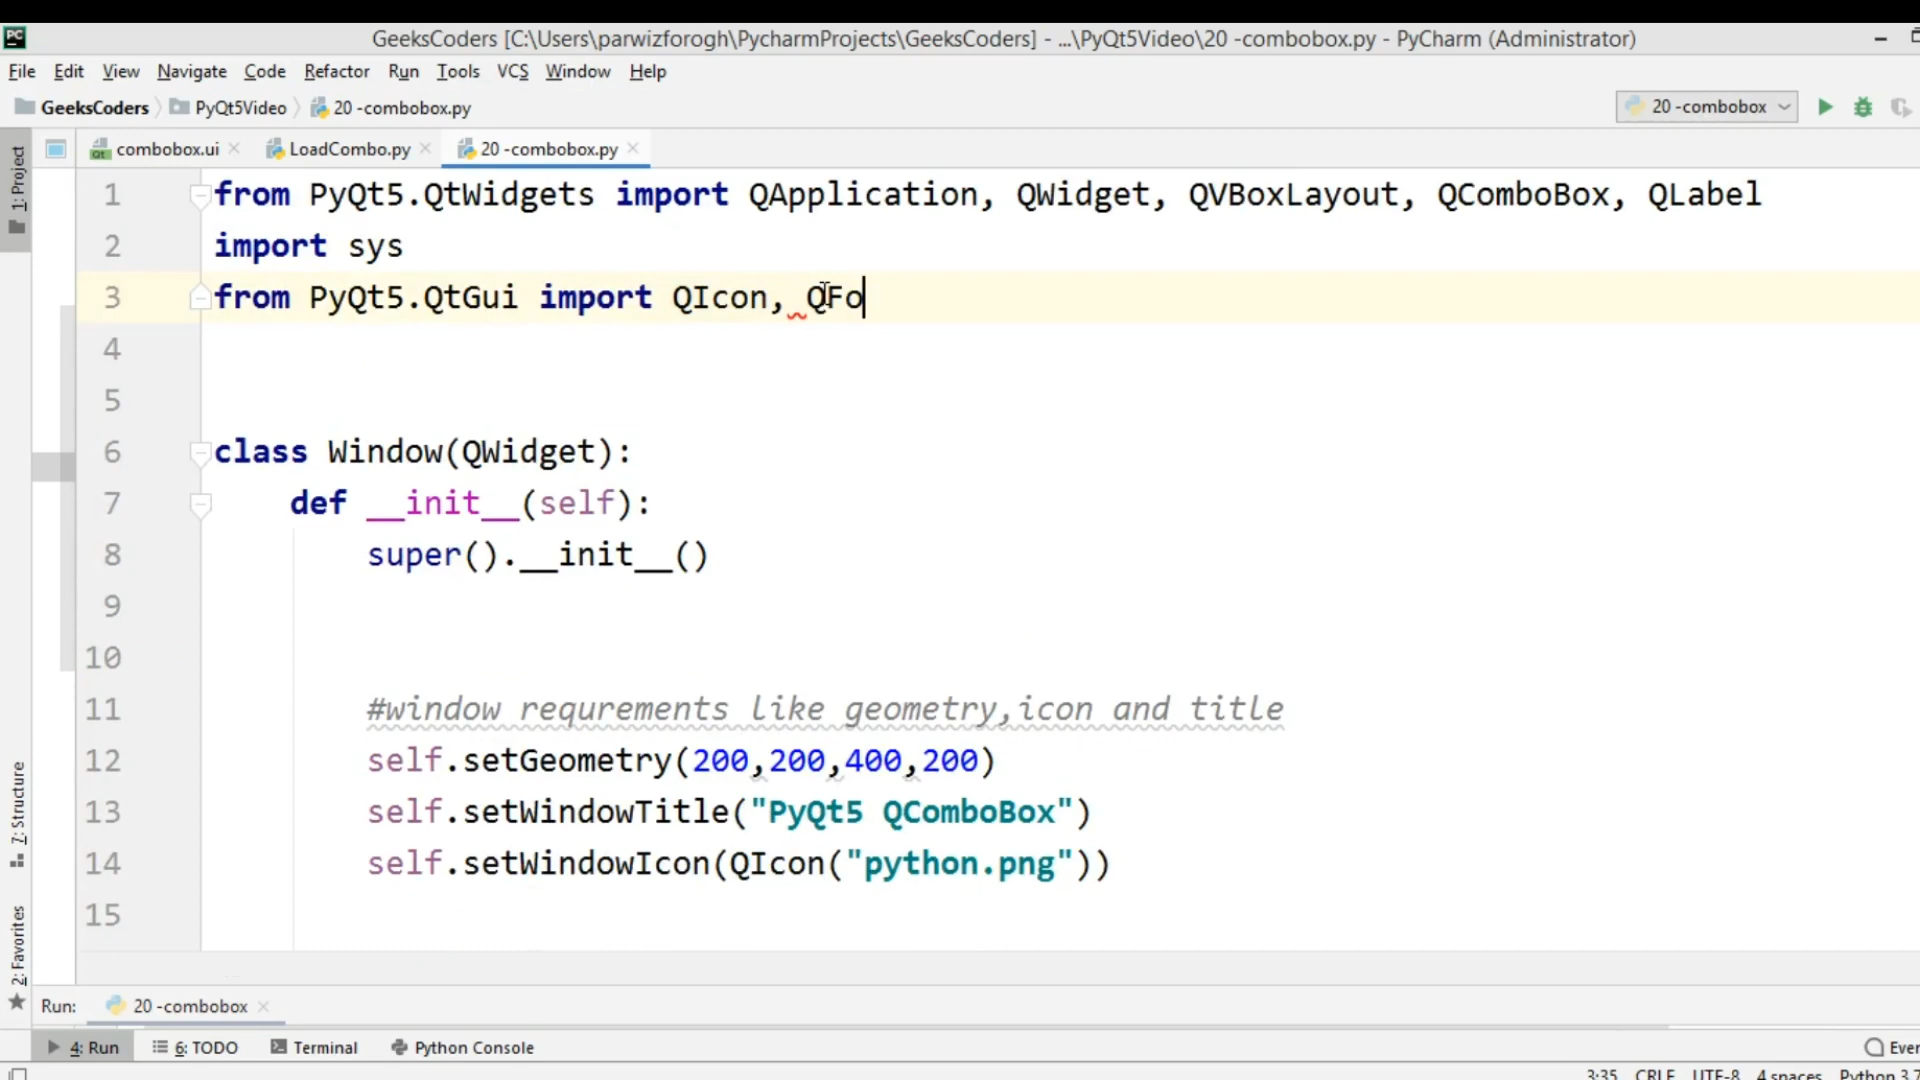 PC
GeeksCoders [C:\Users\parwizforogh\PycharmProjects\GeeksCoders] - ...\PyQt5Video\20 -combobox.py - PyCharm (Administrator)
File Edit View Navigate Code Refactor Run Tools VCS Window Help
GeeksCoders PyQt5Video 20 -combobox.py 20 -combobox
1: Project
combobox.ui LoadCombo.py 20 -combobox.py
1 from PyQt5.QtWidgets import QApplication, QWidget, QVBoxLayout, QComboBox, QLabel
2 import sys
3 from PyQt5.QtGui import QIcon, QFo
4
5
6 class Window(QWidget):
7 def __init__(self):
8 super().__init__()
9
10
11 #window requrements like geometry,icon and title
12 self.setGeometry(200,200,400,200)
13 self.setWindowTitle("PyQt5 QComboBox")
14 self.setWindowIcon(QIcon("python.png"))
15
7: Structure
2: Favorites
Run: 20 -combobox
4: Run 6: TODO Terminal Python Console Ever
3:35 CRLF UTF-8 4 spaces Python 3.7